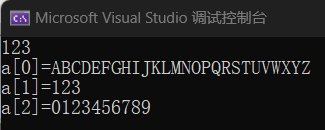 Microsoft Visual Studio 调试控制台
123
a[0]=ABCDEFGHIJKLMNOPQRSTUVWXYZ
a[1]=123
a[2]=0123456789